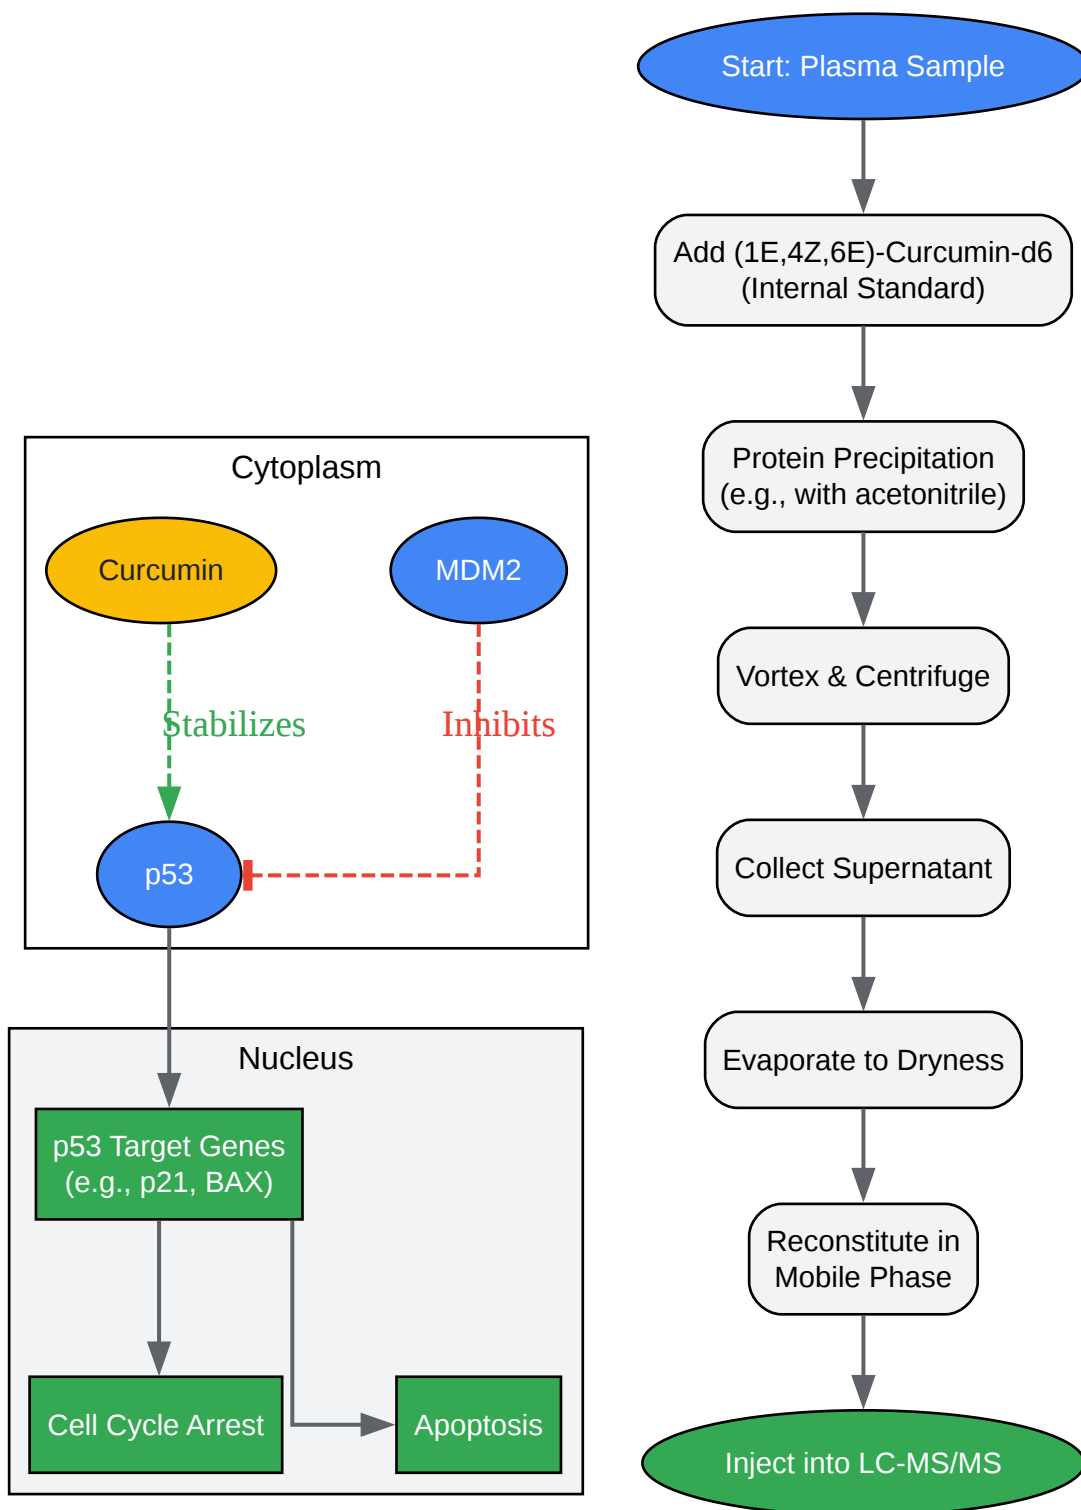 Cytoplasm
Curcumin
MDM2
Stabilizes
Inhibits
p53
Nucleus
p53 Target Genes
(e.g., p21, BAX)
Cell Cycle Arrest
Apoptosis
Start: Plasma Sample
Add (1E,4Z,6E)-Curcumin-d6
(Internal Standard)
Protein Precipitation
(e.g., with acetonitrile)
Vortex & Centrifuge
Collect Supernatant
Evaporate to Dryness
Reconstitute in
Mobile Phase
Inject into LC-MS/MS